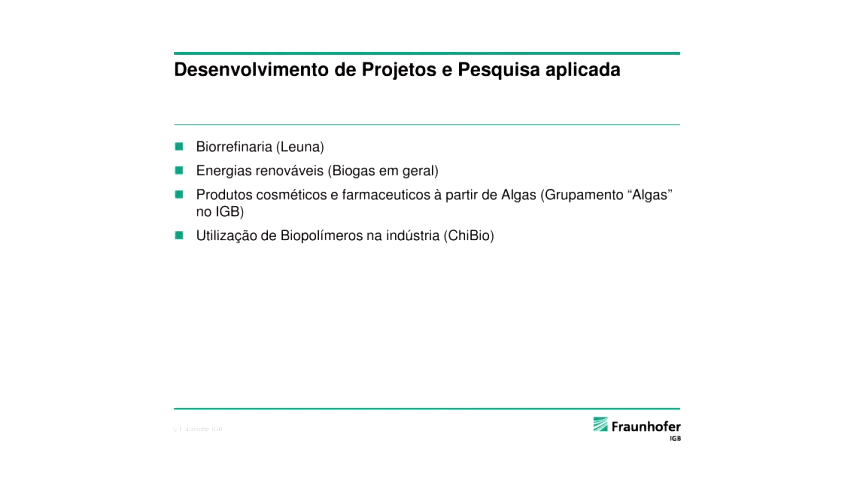 Desenvolvimento de Projetos e Pesquisa aplicada
Biorrefinaria (Leuna)
Energias renováveis (Biogas em geral)
Produtos cosméticos e farmaceuticos à partir de Algas (Grupamento “Algas”
no IGB)
Utilização de Biopolímeros na indústria (ChiBio)
Fraunhofer
IGB